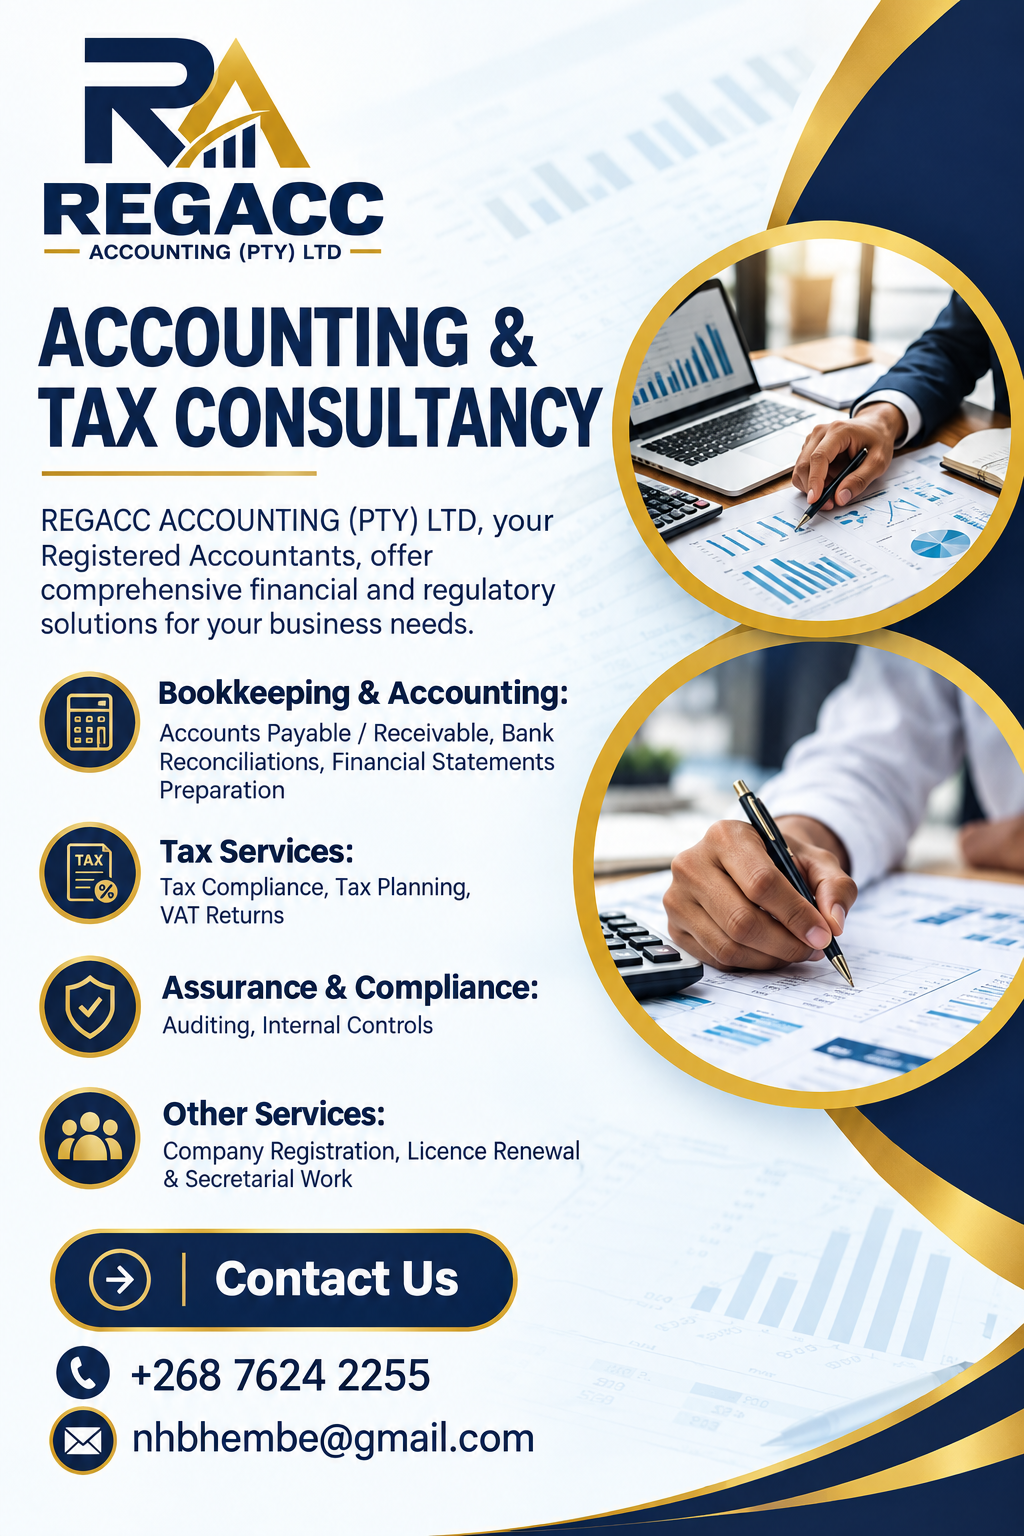 RA
REGACC
ACCOUNTING (PTY) LTD
ACCOUNTING &
TAX CONSULTANCY
REGACC ACCOUNTING (PTY) LTD, your
Registered Accountants, offer
comprehensive financial and regulatory
solutions for your business needs.
Bookkeeping & Accounting:
Accounts Payable / Receivable, Bank
Reconciliations, Financial Statements
Preparation
TAX
%
Tax Services:
Tax Compliance, Tax Planning,
VAT Returns
Assurance & Compliance:
Auditing, Internal Controls
Other Services:
Company Registration, Licence Renewal
& Secretarial Work
Contact Us
+268 7624 2255
nhbhembe@gmail.com